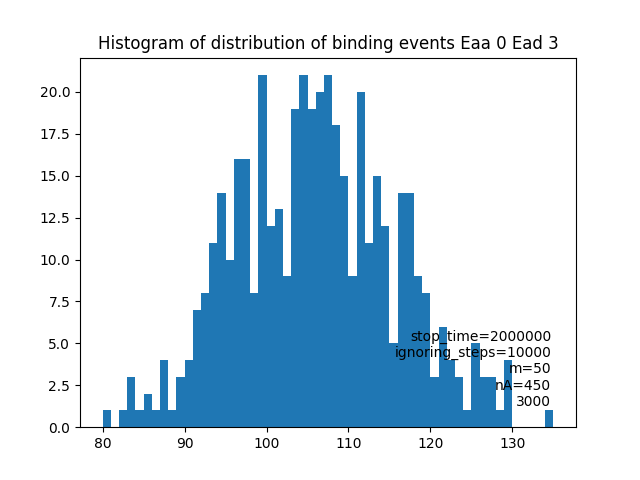 Histogram of distribution of binding events Eaa 0 Ead 3
20.0
17.5
15.0
12.5
10.0
7.5
5.0
2.5
0.0
stop_time=2000000
ignoring_steps=10000
m=50
nA=450
3000
80 90 100 110 120 130